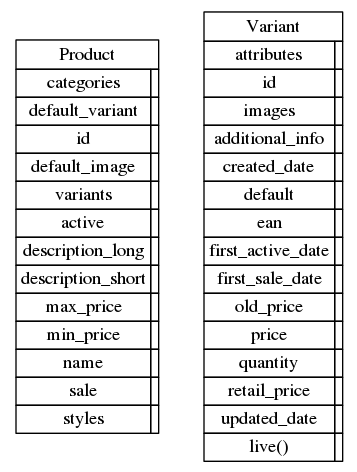 Product
categories
default_variant
id
default_image
variants
active
description_long
description_short
max_price
min_price
name
sale
styles
Variant
attributes
id
images
additional_info
created_date
default
ean
first_active_date
first_sale_date
old_price
price
quantity
retail_price
updated_date
live()